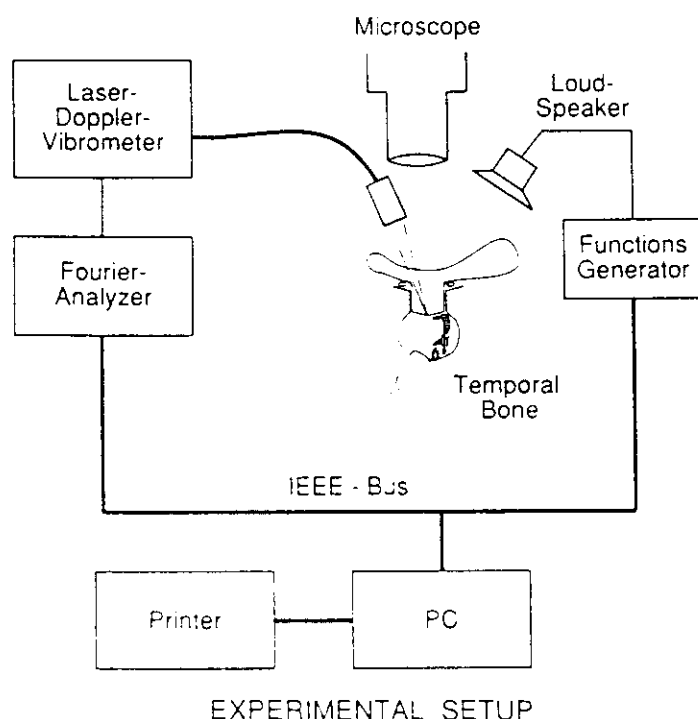 Microscope
Laser-
Doppler-
Vibrometer
Loud-
Speaker
Fourier-
Analyzer
Functions
Generator
Temporal
Bone
IEEE - Bus
Printer
PC
EXPERIMENTAL SETUP